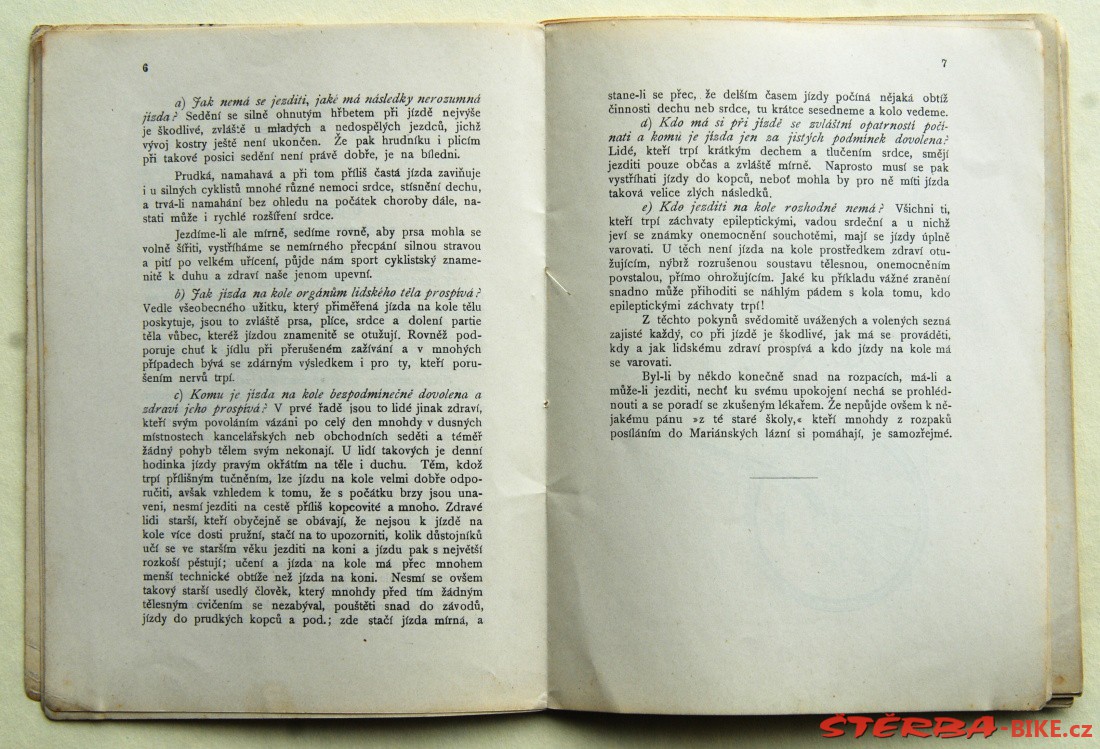 6
a) Jak nemá se jezditi, jaké má následky nerozumná
jízda? Sedění se silně ohnutým hřbetem při jízdě nejvýše
je škodlivé, zvláště u mladých a nedospělých jezdců, jichž
vývoj kostry ještě není ukončen. Že pak hrudníku i plicím
při takové posici sedění není právě dobře, je na bíledni.
Prudká, namahavá a při tom příliš častá jízda zaviňuje
i u silných cyklistů mnohé různé nemoci srdce, stísnění dechu,
a trvá-li namahání bez ohledu na počátek choroby dále, na-
stati může i rychlé rozšíření srdce.
Jezdíme-li ale mírně, sedíme rovně, aby prsa mohla se
volně šířiti, vystříháme se nemírného přecpání silnou stravou
a pití po velkém uřícení, půjde nám sport cyklistský zname-
nitě k duhu a zdraví naše jenom upevní.
b) Jak jízda na kole orgánům lidského těla prospívá?
Vedle všeobecného užitku, který přiměřená jízda na kole tělu
poskytuje, jsou to zvláště prsa, plíce, srdce a dolení partie
těla vůbec, kteréž jízdou znamenitě se otužují. Rovněž pod-
poruje chuť k jídlu při přerušeném zažívání a v mnohých
případech bývá se zdárným výsledkem i pro ty, kteří poru-
šením nervů trpí.
c) Komu je jízda na kole bezpodmínečně dovolena a
zdraví jeho prospívá? V prvé řadě jsou to lidé jinak zdraví,
kteří svým povoláním vázáni po celý den mnohdy v dusných
místnostech kancelářských neb obchodních seděti a téměř
žádný pohyb tělem svým nekonají. U lidí takových je denní
hodinka jízdy pravým okřátím na těle i duchu. Těm, kdož
trpí přílišným tučněním, lze jízdu na kole velmi dobře odpo-
ručiti, avšak vzhledem k tomu, že s počátku brzy jsou una-
veni, nesmí jezditi na cestě příliš kopcovité a mnoho. Zdravé
lidi starší, kteří obyčejně se obávají, že nejsou k jízdě na
kole více dosti pružní, stačí na to upozorniti, kolik důstojníků
učí se ve starším věku jezditi na koni a jízdu pak s největší
rozkoší pěstují; učení a jízda na kole má přec mnohem
menší technické obtíže než jízda na koni. Nesmí se ovšem
takový starší usedlý člověk, který mnohdy před tím žádným
tělesným cvičením se nezabýval, pouštěti snad do závodů,
jízdy do prudkých kopců a pod.; zde stačí jízda mírná, a
7
stane-li se přec, že delším časem jízdy počíná nějaká obtíž
činnosti dechu neb srdce, tu krátce sesedneme a kolo vedeme.
d) Kdo má si při jízdě se zvláštní opatrností počí-
nati a komu je jízda jen za jistých podmínek dovolena?
Lidé, kteří trpí krátkým dechem a tlučením srdce, smějí
jezditi pouze občas a zvláště mírně. Naprosto musí se pak
vystříhati jízdy do kopců, neboť mohla by pro ně míti jízda
taková velice zlých následků.
e) Kdo jezditi na kole rozhodně nemá? Všichni ti,
kteří trpí záchvaty epileptickými, vadou srdeční a u nichž
jeví se známky onemocnění souchotěmi, mají se jízdy úplně
varovati. U těch není jízda na kole prostředkem zdraví otu-
žujícím, nýbrž rozrušenou soustavu tělesnou, onemocněním
povstalou, přímo ohrožujícím. Jaké ku příkladu vážné zranění
snadno může přihoditi se náhlým pádem s kola tomu, kdo
epileptickými záchvaty trpí!
Z těchto pokynů svědomitě uvážených a volených sezná
zajisté každý, co při jízdě je škodlivé, jak má se prováděti,
kdy a jak lidskému zdraví prospívá a kdo jízdy na kole má
se varovati.
Byl-li by někdo konečně snad na rozpacích, má-li a
může-li jezditi, nechť ku svému upokojení nechá se prohléd-
nouti a se poradí se zkušeným lékařem. Že nepůjde ovšem k ně-
jakému pánu »z té staré školy,« kteří mnohdy z rozpaků
posíláním do Mariánských lázní si pomáhají, je samozřejmé.
ŠTĚRBA-BIKE.cz